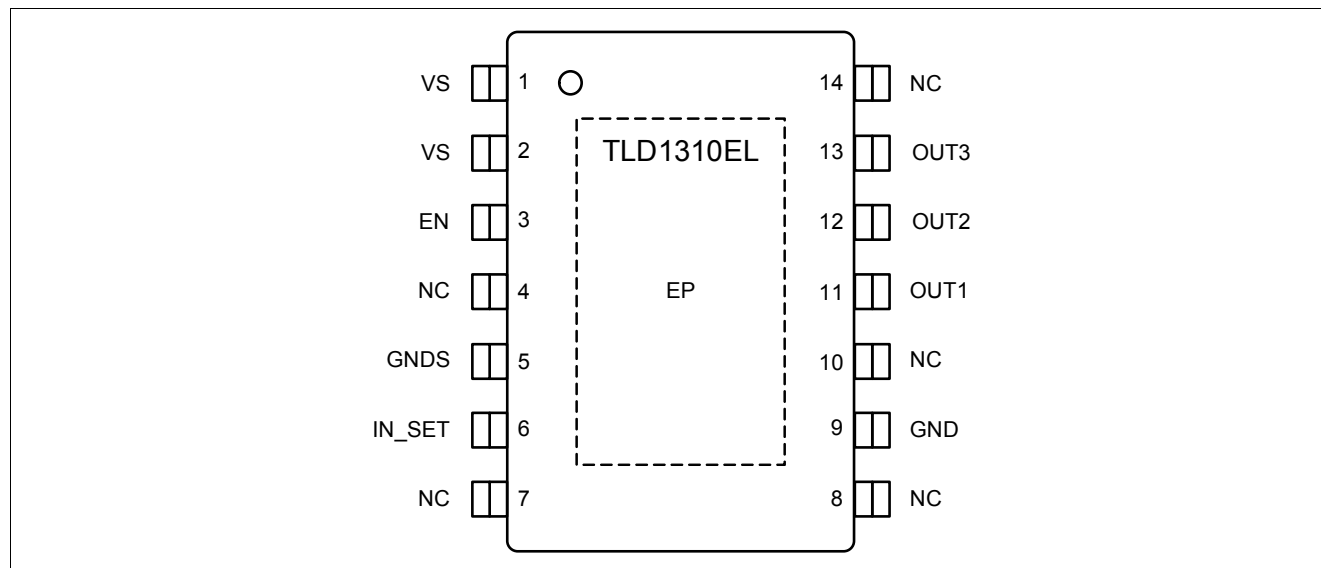 VS 1 14 NC
VS 2 TLD1310EL 13 OUT3
EN 3 12 OUT2
NC 4 EP 11 OUT1
GNDS 5 10 NC
IN_SET 6 9 GND
NC 7 8 NC